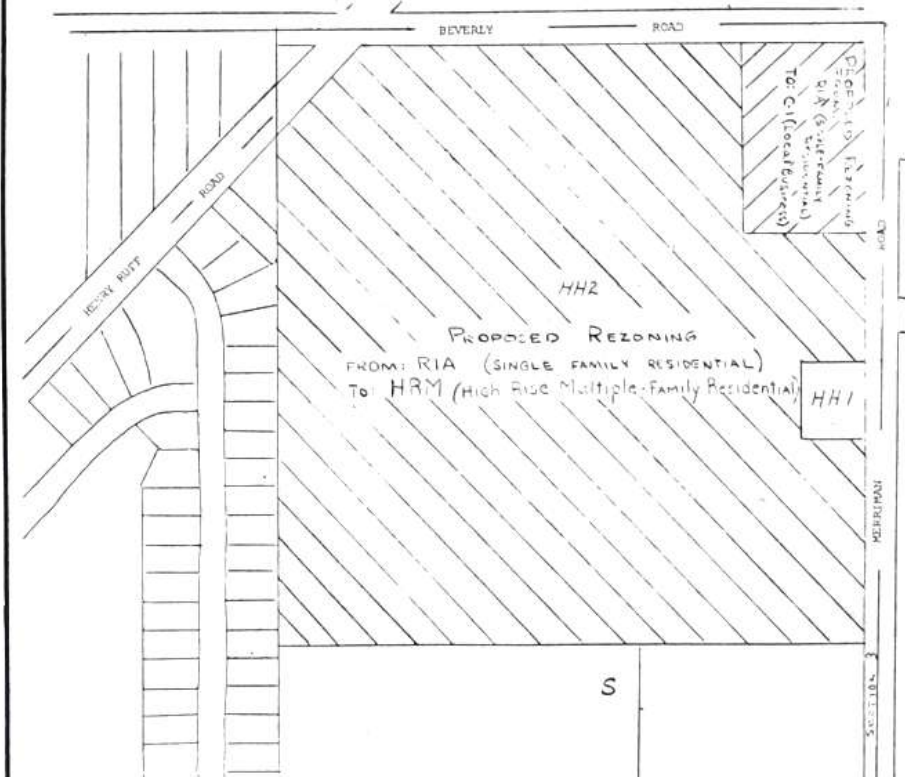 BEVERLY ROAD
PROPOSED REZONING
FROM:
R1A (SINGLE-FAMILY
RESIDENTIAL)
TO: C-1 (LOCAL BUSINESS)
ROAD
HENRY RUFF
ROAD
HH2
PROPOSED REZONING
FROM: R1A (SINGLE FAMILY RESIDENTIAL)
TO: HRM (High Rise Multiple-Family Residential)
HH1
MERRIMAN
S
SECTION 3